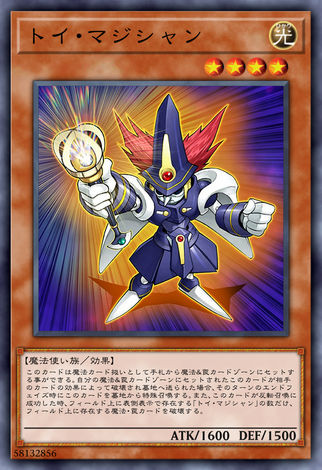 トイ・マジシャン
光
【魔法使い族／効果】
このカードは魔法カード扱いとして手札から魔法&罠カードゾーンにセットす
る事ができる。自分の魔法&罠カードゾーンにセットされたこのカードが相手
のカードの効果によって破壊され墓地へ送られた場合、そのターンのエンドフ
ェイズ時にこのカードを墓地から特殊召喚する。また、このカードが反転召喚に
成功した時、フィールド上に表側表示で存在する「トイ・マジシャン」の数だけ、
フィールド上に存在する魔法・罠カードを破壊する。
ATK/1600 DEF/1500
58132856